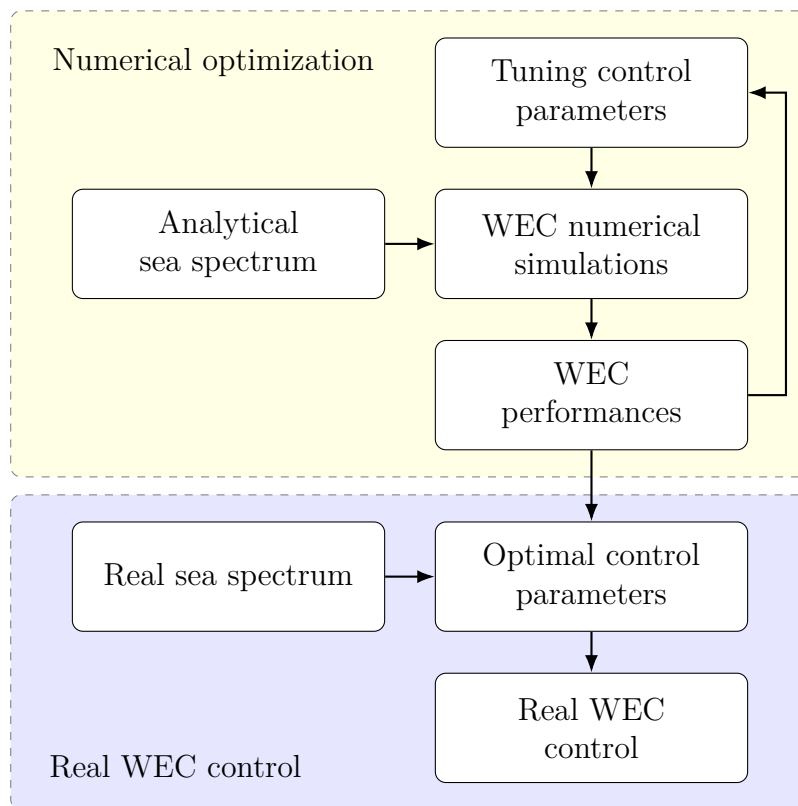 Numerical optimization
Tuning control
parameters
Analytical
sea spectrum
WEC numerical
simulations
WEC
performances
Real sea spectrum
Optimal control
parameters
Real WEC
control
Real WEC control